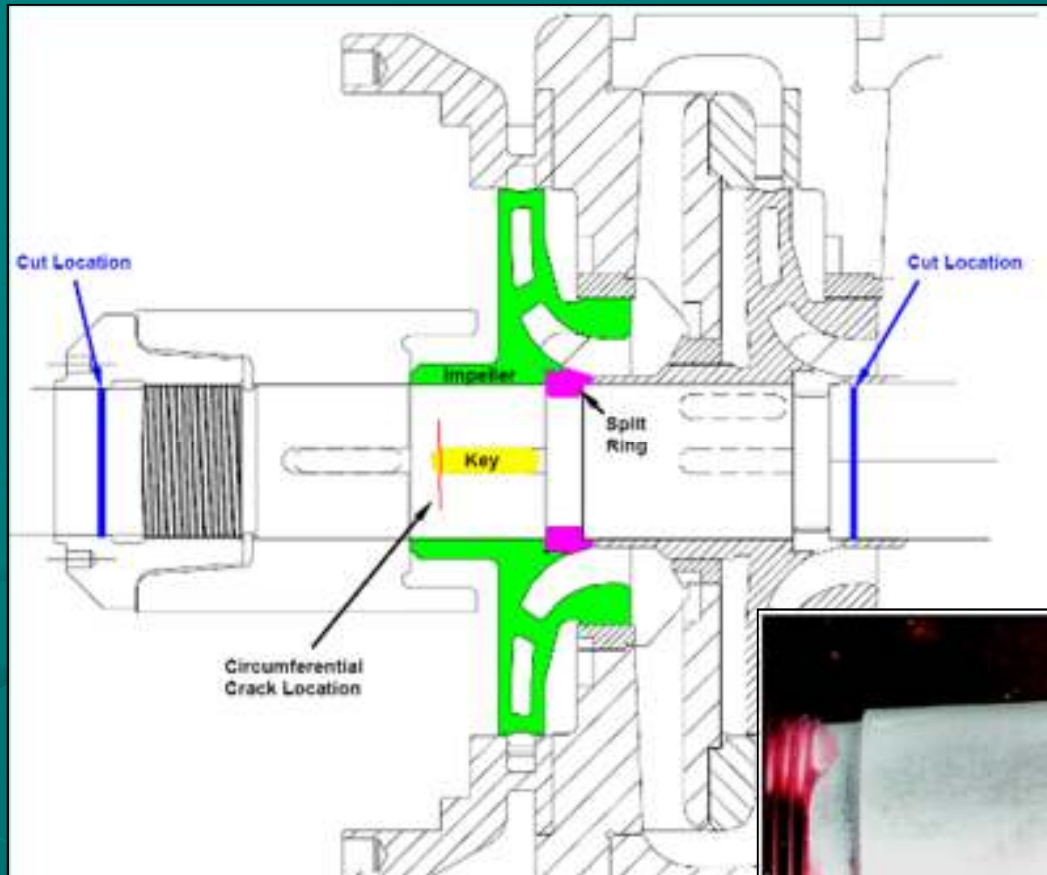 Cut Location
Cut Location
Impeller
Split
Ring
Key
Circumferential
Crack Location